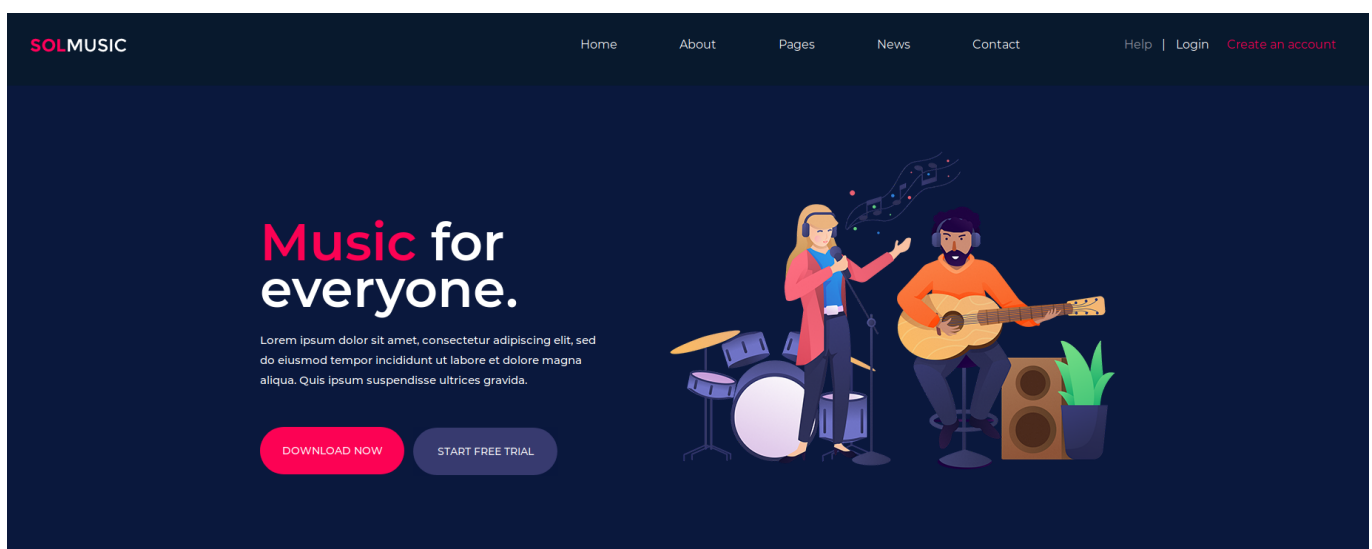 SOLMUSIC
Home About Pages News Contact Help | Login Create an account
Music for
everyone.
Lorem ipsum dolor sit amet, consectetur adipiscing elit, sed
do eiusmod tempor incididunt ut labore et dolore magna
aliqua. Quis ipsum suspendisse ultrices gravida.
DOWNLOAD NOW
START FREE TRIAL